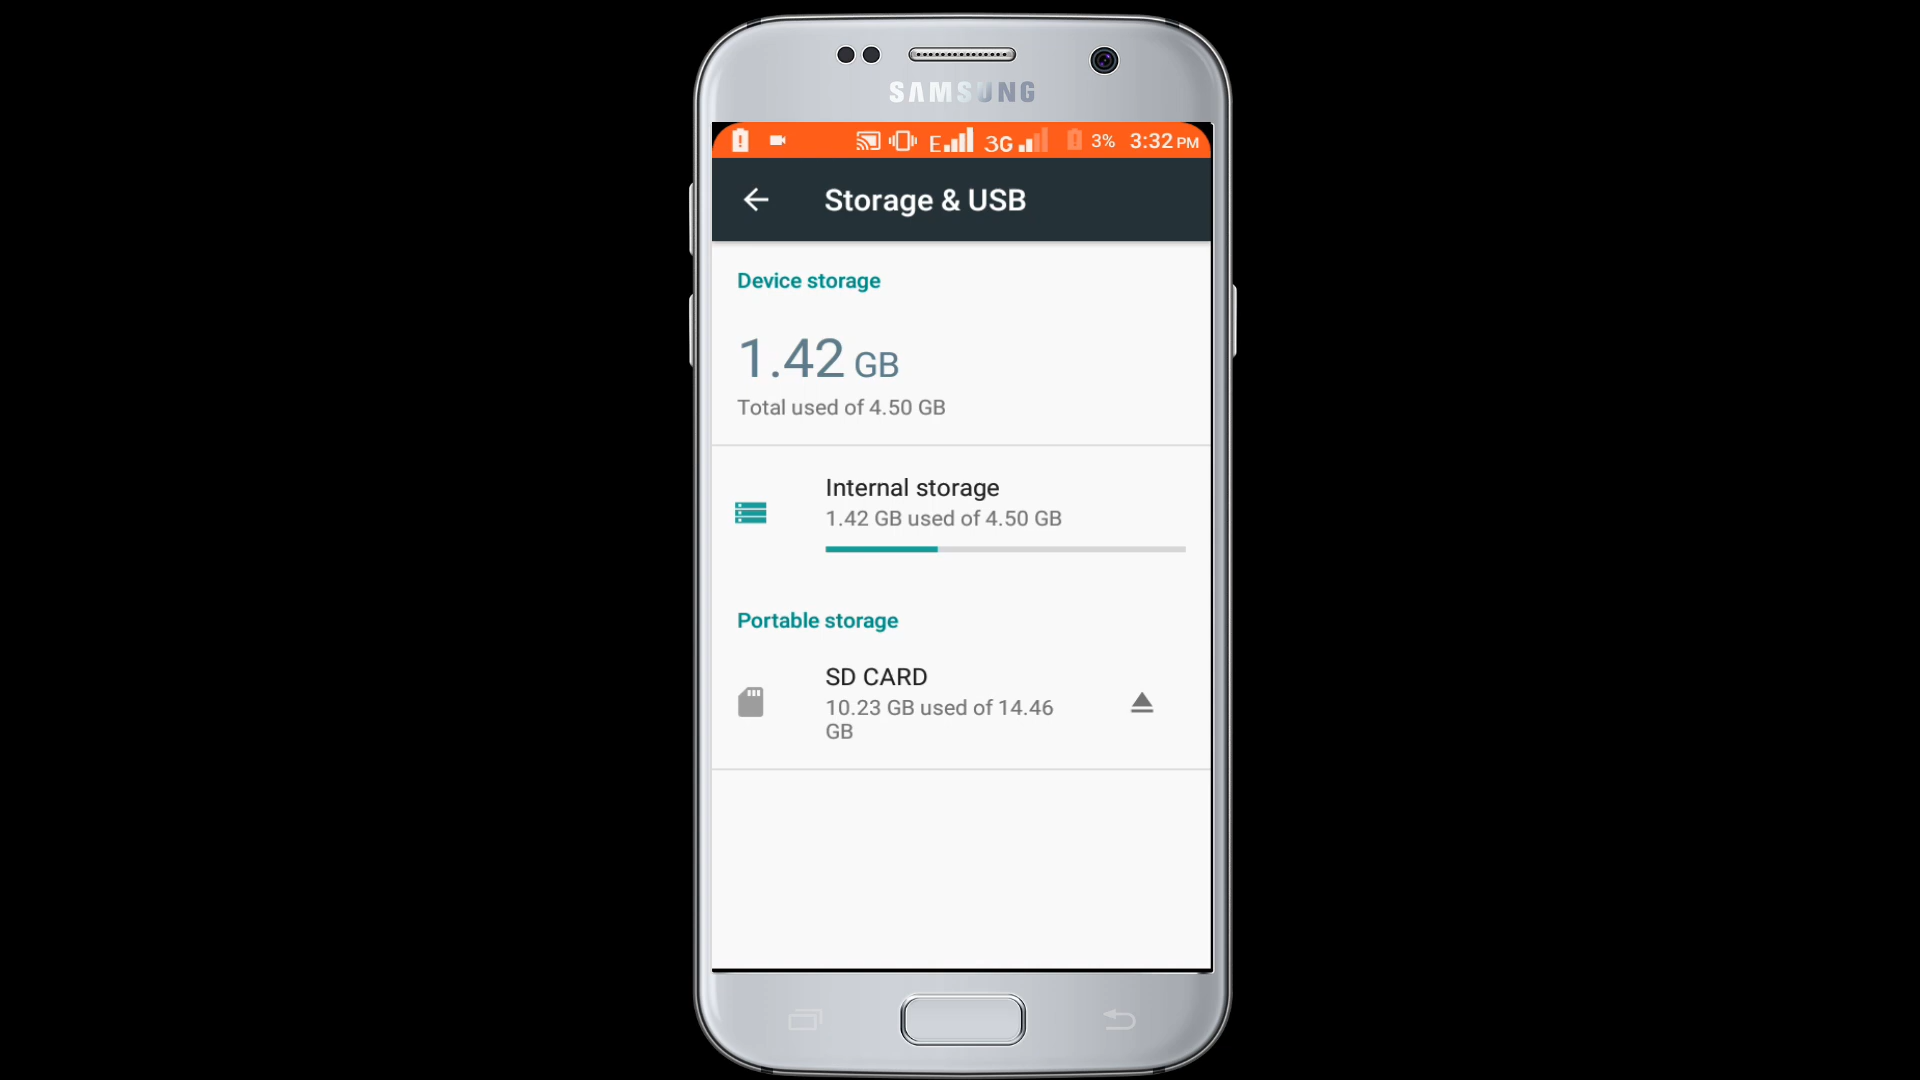 SAMSUNG
E 3G 3% 3:32 PM
Storage & USB
Device storage
1.42 GB
Total used of 4.50 GB
Internal storage
1.42 GB used of 4.50 GB
Portable storage
SD CARD
10.23 GB used of 14.46
GB